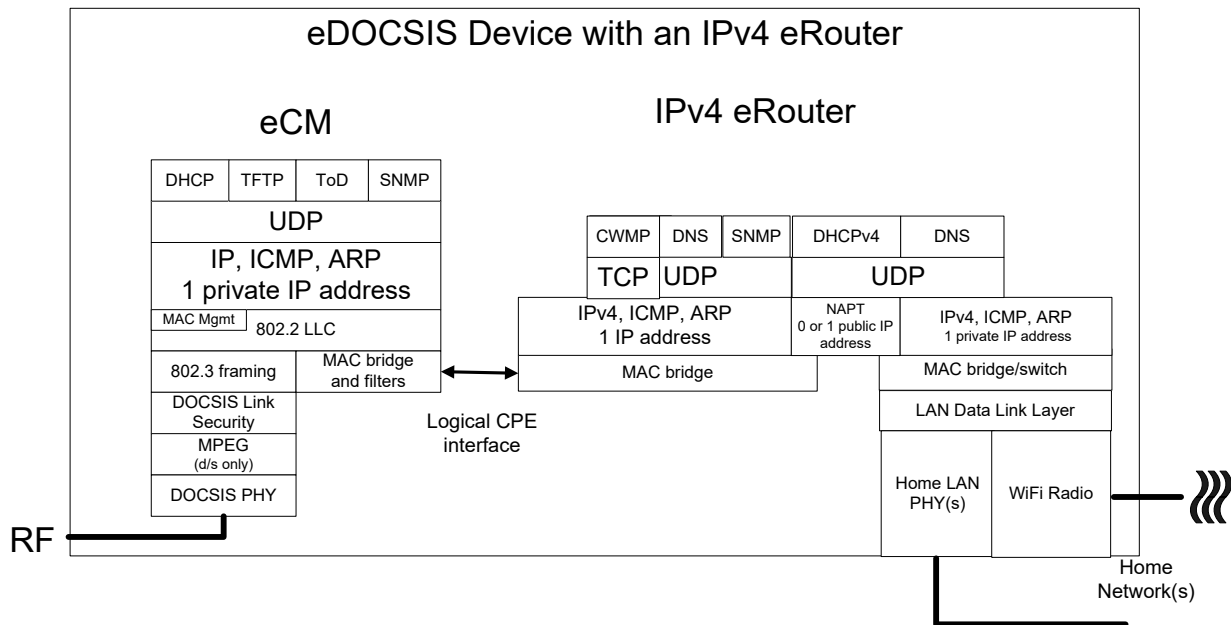 eDOCSIS Device with an IPv4 eRouter
eCM
IPv4 eRouter
DHCP
TFTP
ToD
SNMP
UDP
IP, ICMP, ARP
1 private IP address
MAC Mgmt
802.2 LLC
802.3 framing
MAC bridge
and filters
DOCSIS Link
Security
MPEG
(d/s only)
DOCSIS PHY
RF
Logical CPE
interface
CWMP
DNS
SNMP
DHCPv4
DNS
TCP
UDP
UDP
IPv4, ICMP, ARP
1 IP address
NAPT
0 or 1 public IP
address
IPv4, ICMP, ARP
1 private IP address
MAC bridge
MAC bridge/switch
LAN Data Link Layer
Home LAN
PHY(s)
WiFi Radio
Home
Network(s)